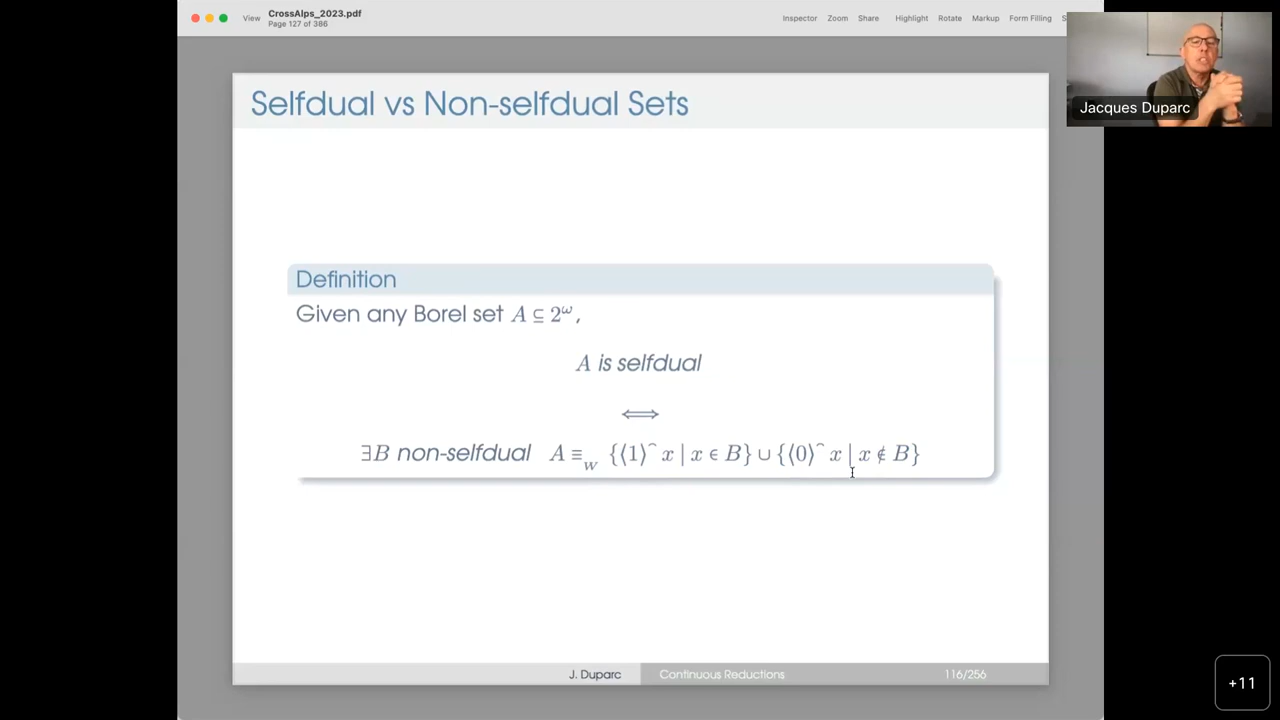 View CrossAlps_2023.pdf
Page 127 of 386
Inspector Zoom Share Highlight Rotate Markup Form Filling
Jacques Duparc
Selfdual vs Non-selfdual Sets
Definition
Given any Borel set A ⊆ 2^ω,
A is selfdual
⟺
∃B non-selfdual A ≡_W {⟨1⟩⌢ x | x ∈ B} ∪ {⟨0⟩⌢ x | x ∉ B}
J. Duparc Continuous Reductions 116/256
+11